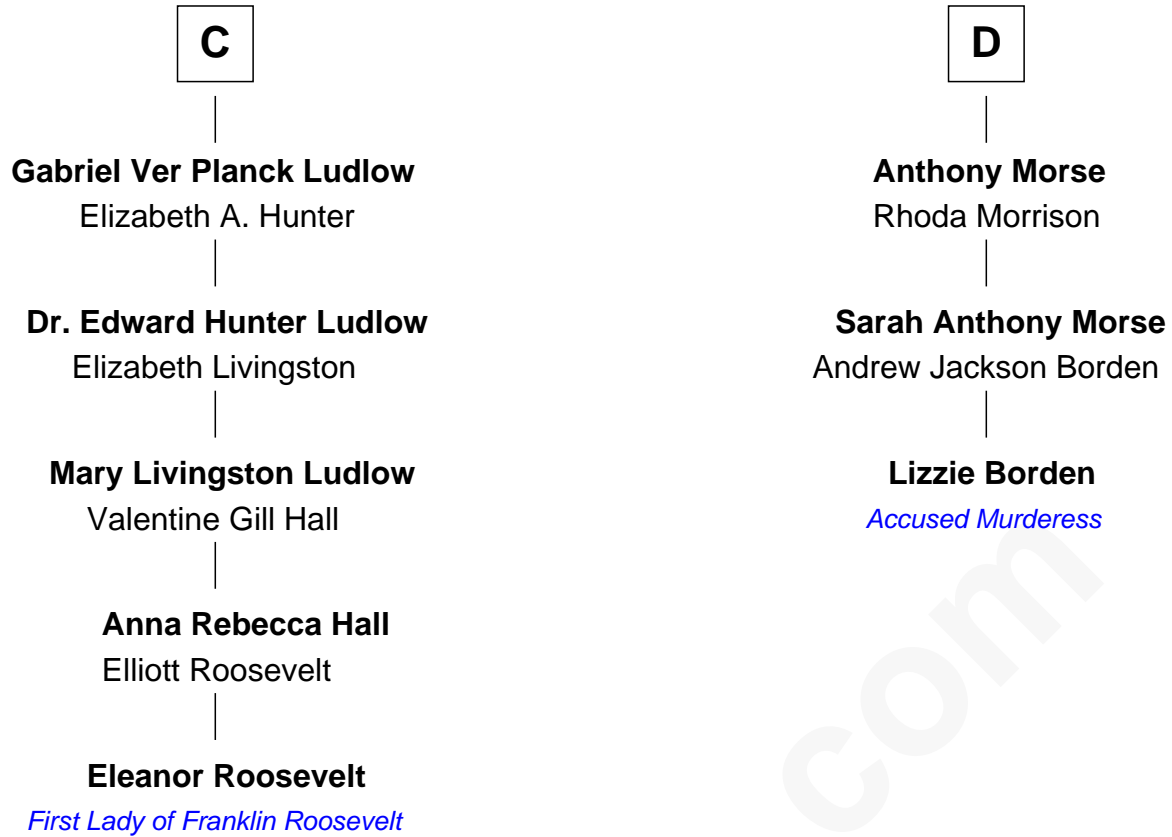 C
Gabriel Ver Planck Ludlow
Elizabeth A. Hunter
Dr. Edward Hunter Ludlow
Elizabeth Livingston
Mary Livingston Ludlow
Valentine Gill Hall
Anna Rebecca Hall
Elliott Roosevelt
Eleanor Roosevelt
First Lady of Franklin Roosevelt
D
Anthony Morse
Rhoda Morrison
Sarah Anthony Morse
Andrew Jackson Borden
Lizzie Borden
Accused Murderess
com